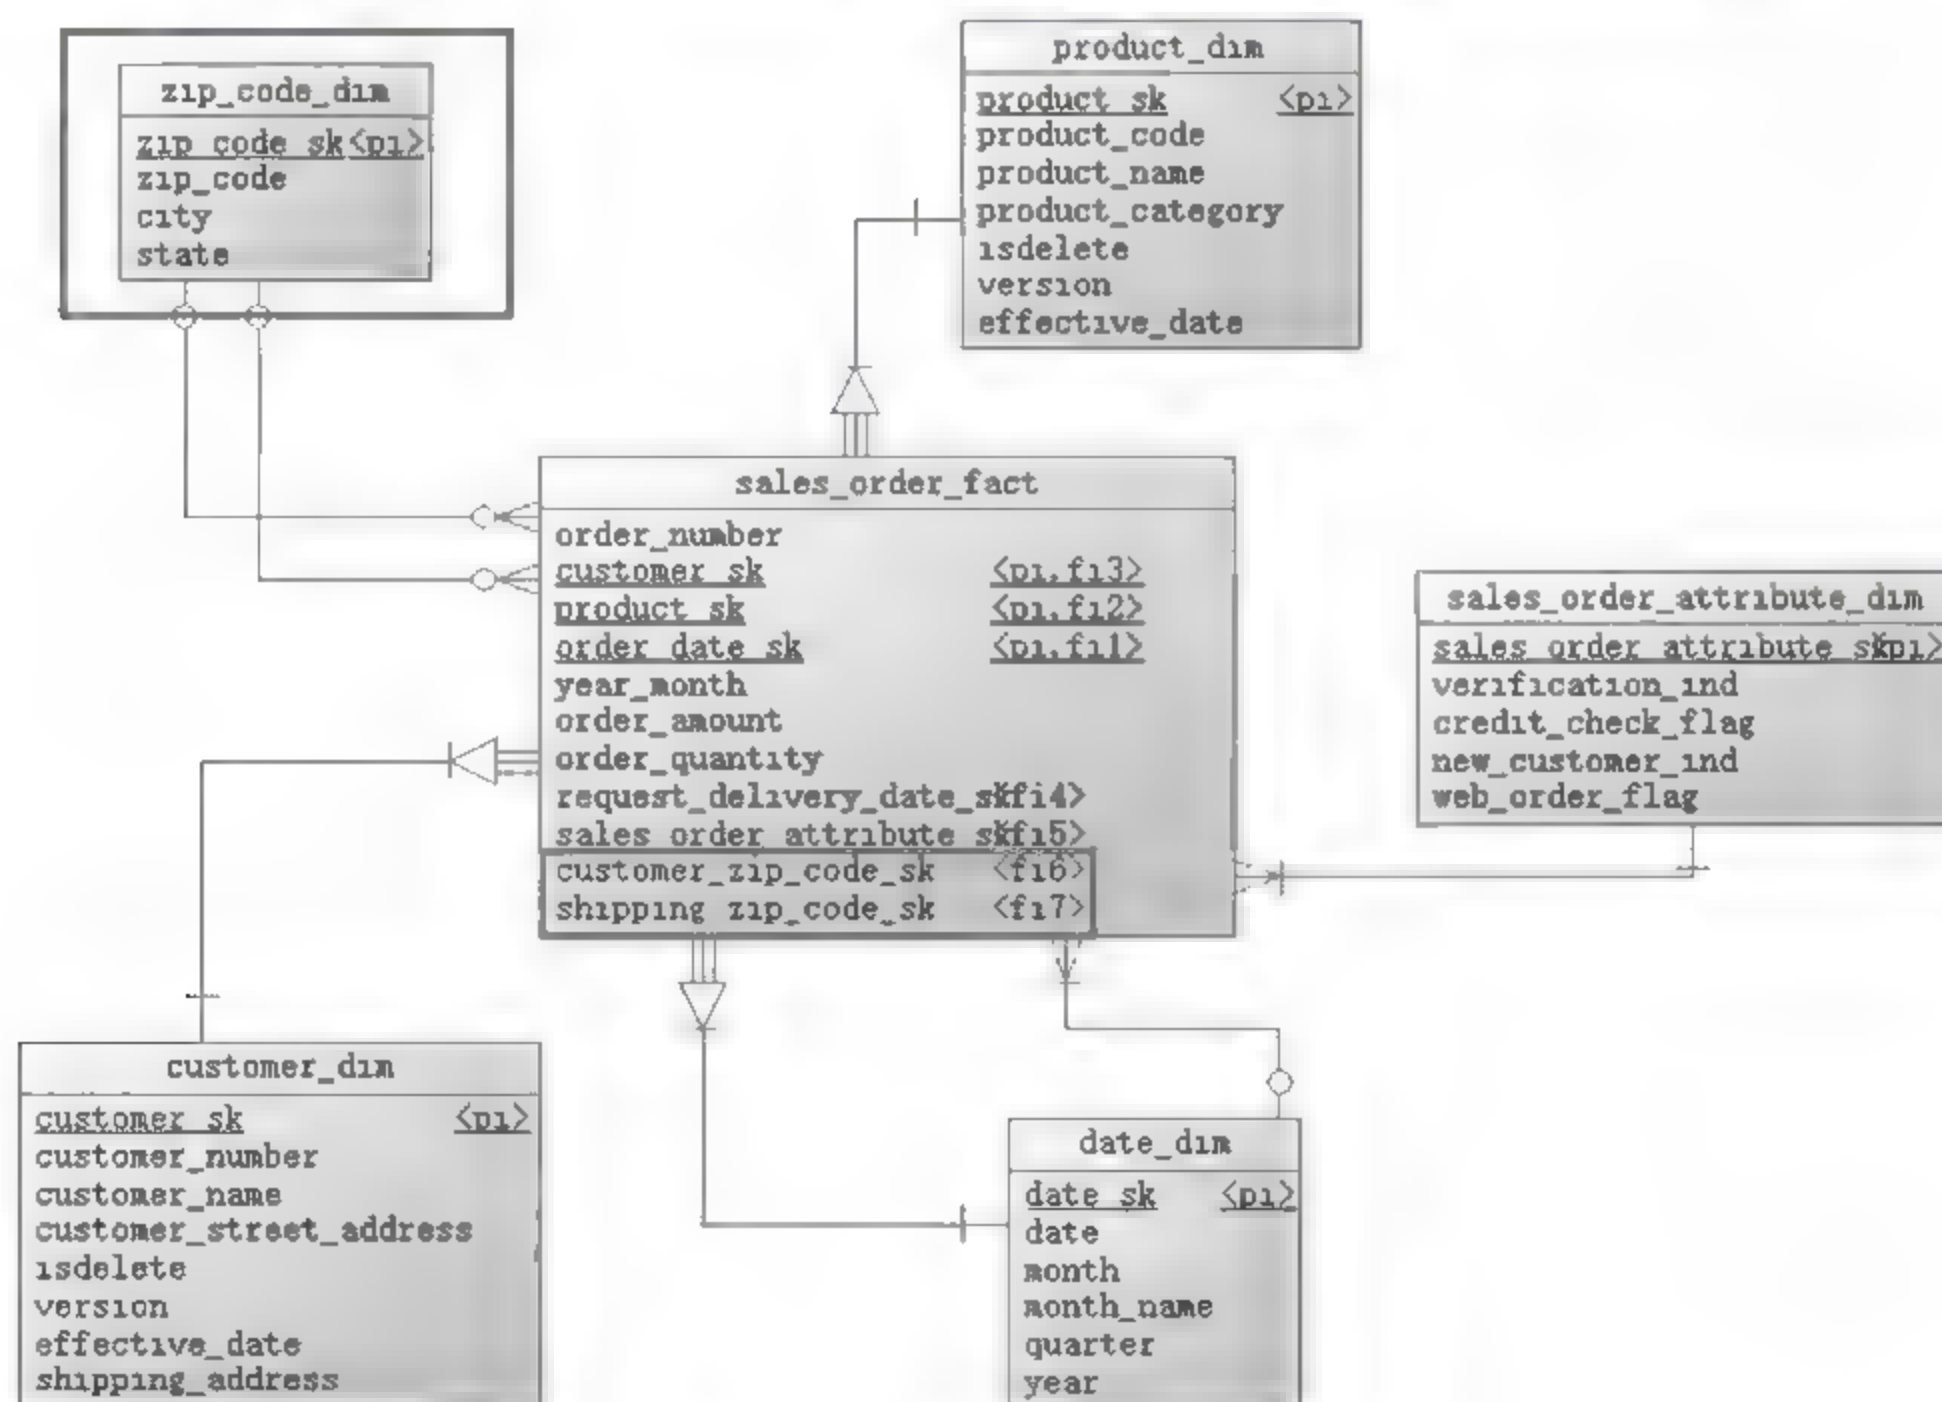 zip_code_dim
zip_code_sk <pi>
zip_code
city
state
product_dim
product_sk <pi>
product_code
product_name
product_category
isdelete
version
effective_date
sales_order_fact
order_number
customer_sk <pi,fi3>
product_sk <pi,fi2>
order_date_sk <pi,fi1>
year_month
order_amount
order_quantity
request_delivery_date_sk <fi4>
sales_order_attribute_sk <fi5>
customer_zip_code_sk <fi6>
shipping_zip_code_sk <fi7>
sales_order_attribute_dim
sales_order_attribute_sk <pi>
verification_ind
credit_check_flag
new_customer_ind
web_order_flag
customer_dim
customer_sk <pi>
customer_number
customer_name
customer_street_address
isdelete
version
effective_date
shipping_address
date_dim
date_sk <pi>
date
month
month_name
quarter
year